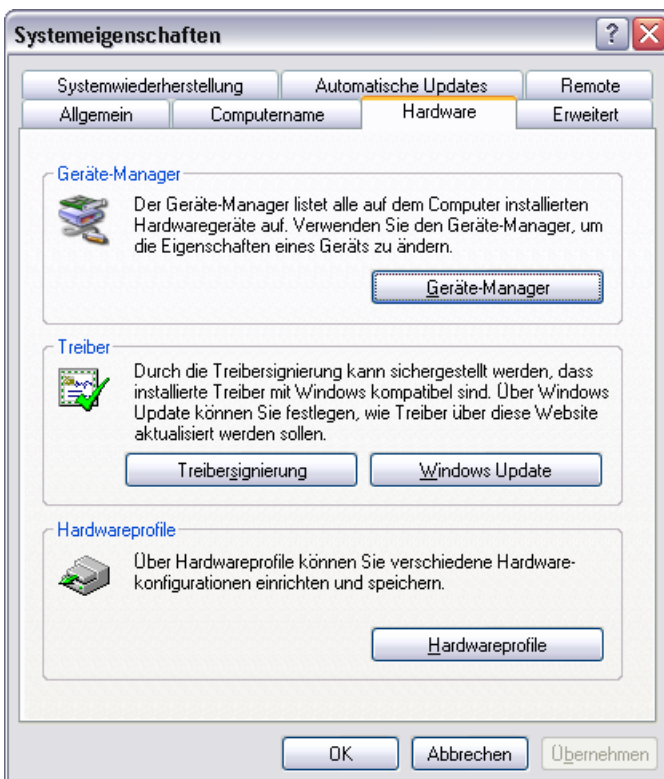 Systemeigenschaften
Systemwiederherstellung Automatische Updates Remote
Allgemein Computername Hardware Erweitert
Geräte-Manager
Der Geräte-Manager listet alle auf dem Computer installierten
Hardwaregeräte auf. Verwenden Sie den Geräte-Manager, um
die Eigenschaften eines Geräts zu ändern.
Geräte-Manager
Treiber
Durch die Treibersignierung kann sichergestellt werden, dass
installierte Treiber mit Windows kompatibel sind. Über Windows
Update können Sie festlegen, wie Treiber über diese Website
aktualisiert werden sollen.
Treibersignierung Windows Update
Hardwareprofile
Über Hardwareprofile können Sie verschiedene Hardware-
konfigurationen einrichten und speichern.
Hardwareprofile
OK Abbrechen Übernehmen